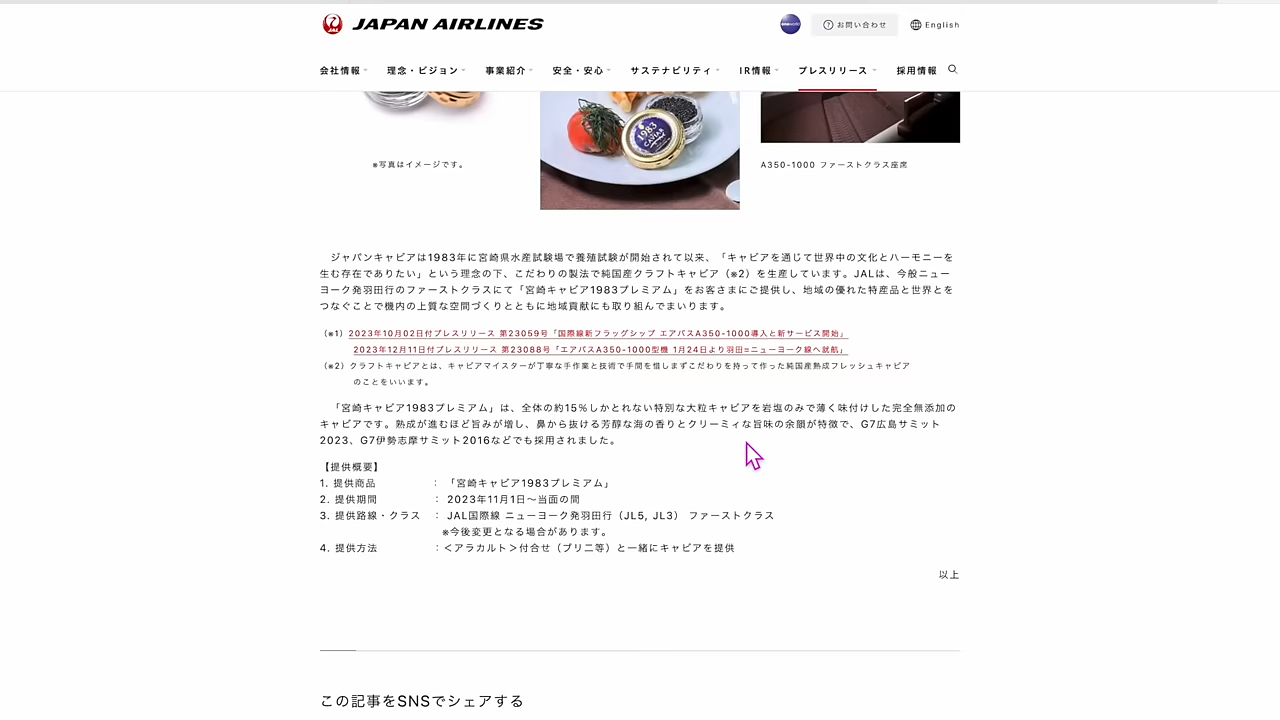 JAL
JAPAN AIRLINES
oneworld
お問い合わせ
English
会社情報
理念・ビジョン
事業紹介
安全・安心
サステナビリティ
IR情報
プレスリリース
採用情報
1983
CAVIAR
※写真はイメージです。
A350-1000 ファーストクラス座席
ジャパンキャビアは1983年に宮崎県水産試験場で養殖試験が開始されて以来、「キャビアを通じて世界中の文化とハーモニーを
生む存在でありたい」という理念の下、こだわりの製法で純国産クラフトキャビア（※2）を生産しています。JALは、今般ニュー
ヨーク発羽田行のファーストクラスにて「宮崎キャビア1983プレミアム」をお客さまにご提供し、地域の優れた特産品と世界とを
つなぐことで機内の上質な空間づくりとともに地域貢献にも取り組んでまいります。
（※1）2023年10月02日付プレスリリース 第23059号「国際線新フラッグシップ エアバスA350-1000導入と新サービス開始」
2023年12月11日付プレスリリース 第23088号「エアバスA350-1000型機 1月24日より羽田=ニューヨーク線へ就航」
（※2）クラフトキャビアとは、キャビアマイスターが丁寧な手作業と技術で手間を惜しまずこだわりを持って作った純国産熟成フレッシュキャビア
のことをいいます。
「宮崎キャビア1983プレミアム」は、全体の約15％しかとれない特別な大粒キャビアを岩塩のみで薄く味付けした完全無添加の
キャビアです。熟成が進むほど旨みが増し、鼻から抜ける芳醇な海の香りとクリーミィな旨味の余韻が特徴で、G7広島サミット
2023、G7伊勢志摩サミット2016などでも採用されました。
【提供概要】
1. 提供商品 ： 「宮崎キャビア1983プレミアム」
2. 提供期間 ： 2023年11月1日～当面の間
3. 提供路線・クラス ： JAL国際線 ニューヨーク発羽田行（JL5, JL3） ファーストクラス
※今後変更となる場合があります。
4. 提供方法 ：＜アラカルト＞付合せ（ブリニ等）と一緒にキャビアを提供
以上
この記事をSNSでシェアする